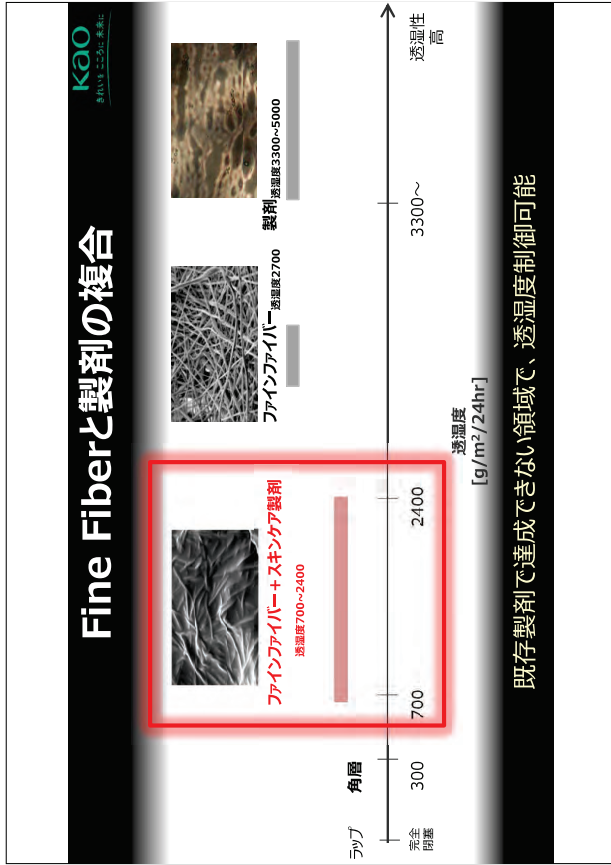 Fine Fiberと製剤の複合
kao
きれいを こころに 未来に
ファインファイバー＋スキンケア製剤
透湿度700~2400
ファインファイバー透湿度2700
製剤透湿度3300~5000
ラップ
角層
完全
閉塞
300
700
2400
3300～
透湿性
高
透湿度
[g/m²/24hr]
既存製剤で達成できない領域で、透湿度制御可能